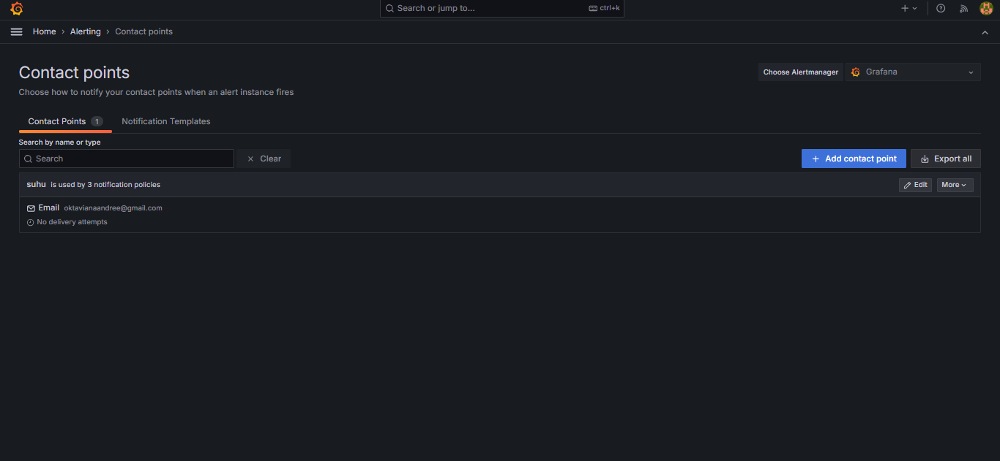 Search or jump to... ctrl+k
Home › Alerting › Contact points
Contact points
Choose Alertmanager Grafana
Choose how to notify your contact points when an alert instance fires
Contact Points 1 Notification Templates
Search by name or type
Search Clear + Add contact point Export all
suhu is used by 3 notification policies Edit More
Email oktavianaandree@gmail.com
No delivery attempts